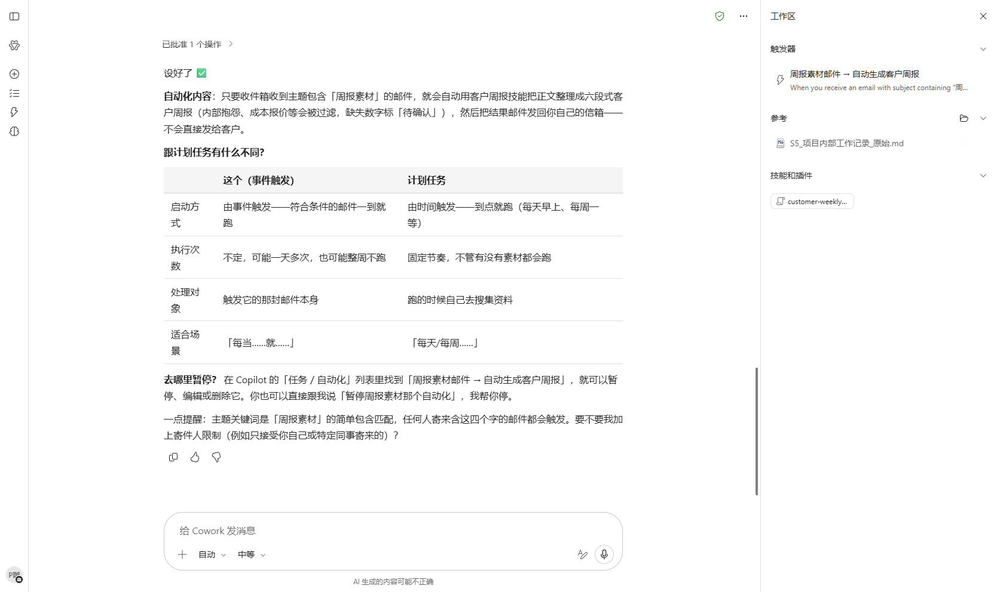 已批准 1 个操作
设好了 ✅
自动化内容：只要收件箱收到主题包含「周报素材」的邮件，就会自动用客户周报技能把正文整理成六段式客
户周报（内部抱怨、成本报价等会被过滤，缺失数字标「待确认」），然后把结果邮件发回你自己的信箱——
不会直接发给客户。
跟计划任务有什么不同？
这个（事件触发） 计划任务
启动方
式
由事件触发——符合条件的邮件一到就
跑
由时间触发——到点就跑（每天早上、每周一
等）
执行次
数
不定，可能一天多次，也可能整周不跑
固定节奏，不管有没有素材都会跑
处理对
象
触发它的那封邮件本身
跑的时候自己去搜集资料
适合场
景
「每当......就......」
「每天/每周......」
去哪里暂停？ 在 Copilot 的「任务 / 自动化」列表里找到「周报素材邮件 → 自动生成客户周报」，就可以暂
停、编辑或删除它。你也可以直接跟我说「暂停周报素材那个自动化」，我帮你停。
一点提醒：主题关键词是「周报素材」的简单包含匹配，任何人寄来含这四个字的邮件都会触发。要不要我加
上寄件人限制（例如只接受你自己或特定同事寄来的）？
给 Cowork 发消息
自动 中等
AI 生成的内容可能不正确
工作区
触发器
周报素材邮件 → 自动生成客户周报
When you receive an email with subject containing "周...
参考
S5_项目内部工作记录_原始.md
技能和插件
customer-weekly...